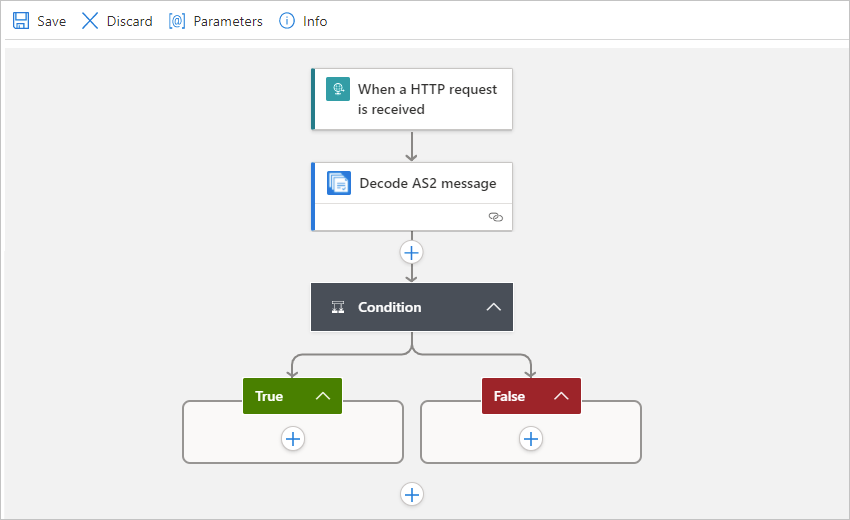 Save Discard [@] Parameters Info
When a HTTP request
is received
Decode AS2 message
Condition
True False